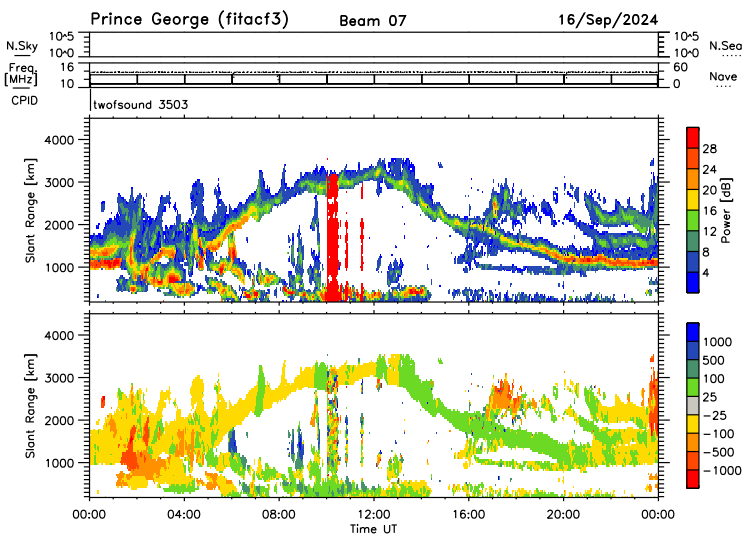 Prince George (fitacf3) Beam 07 16/Sep/2024
N.Sky 10^5 10^5 N.Sea
10^0 10^0
Freq 16 60
[MHz] 10 0 Nave
CPID twofsound 3503
4000
3000
2000
1000
Slant Range [km]
28
24
20
16
12
8
4
Power [dB]
4000
3000
2000
1000
Slant Range [km]
1000
500
100
25
-25
-100
-500
-1000
00:00 04:00 08:00 12:00 16:00 20:00 00:00
Time UT